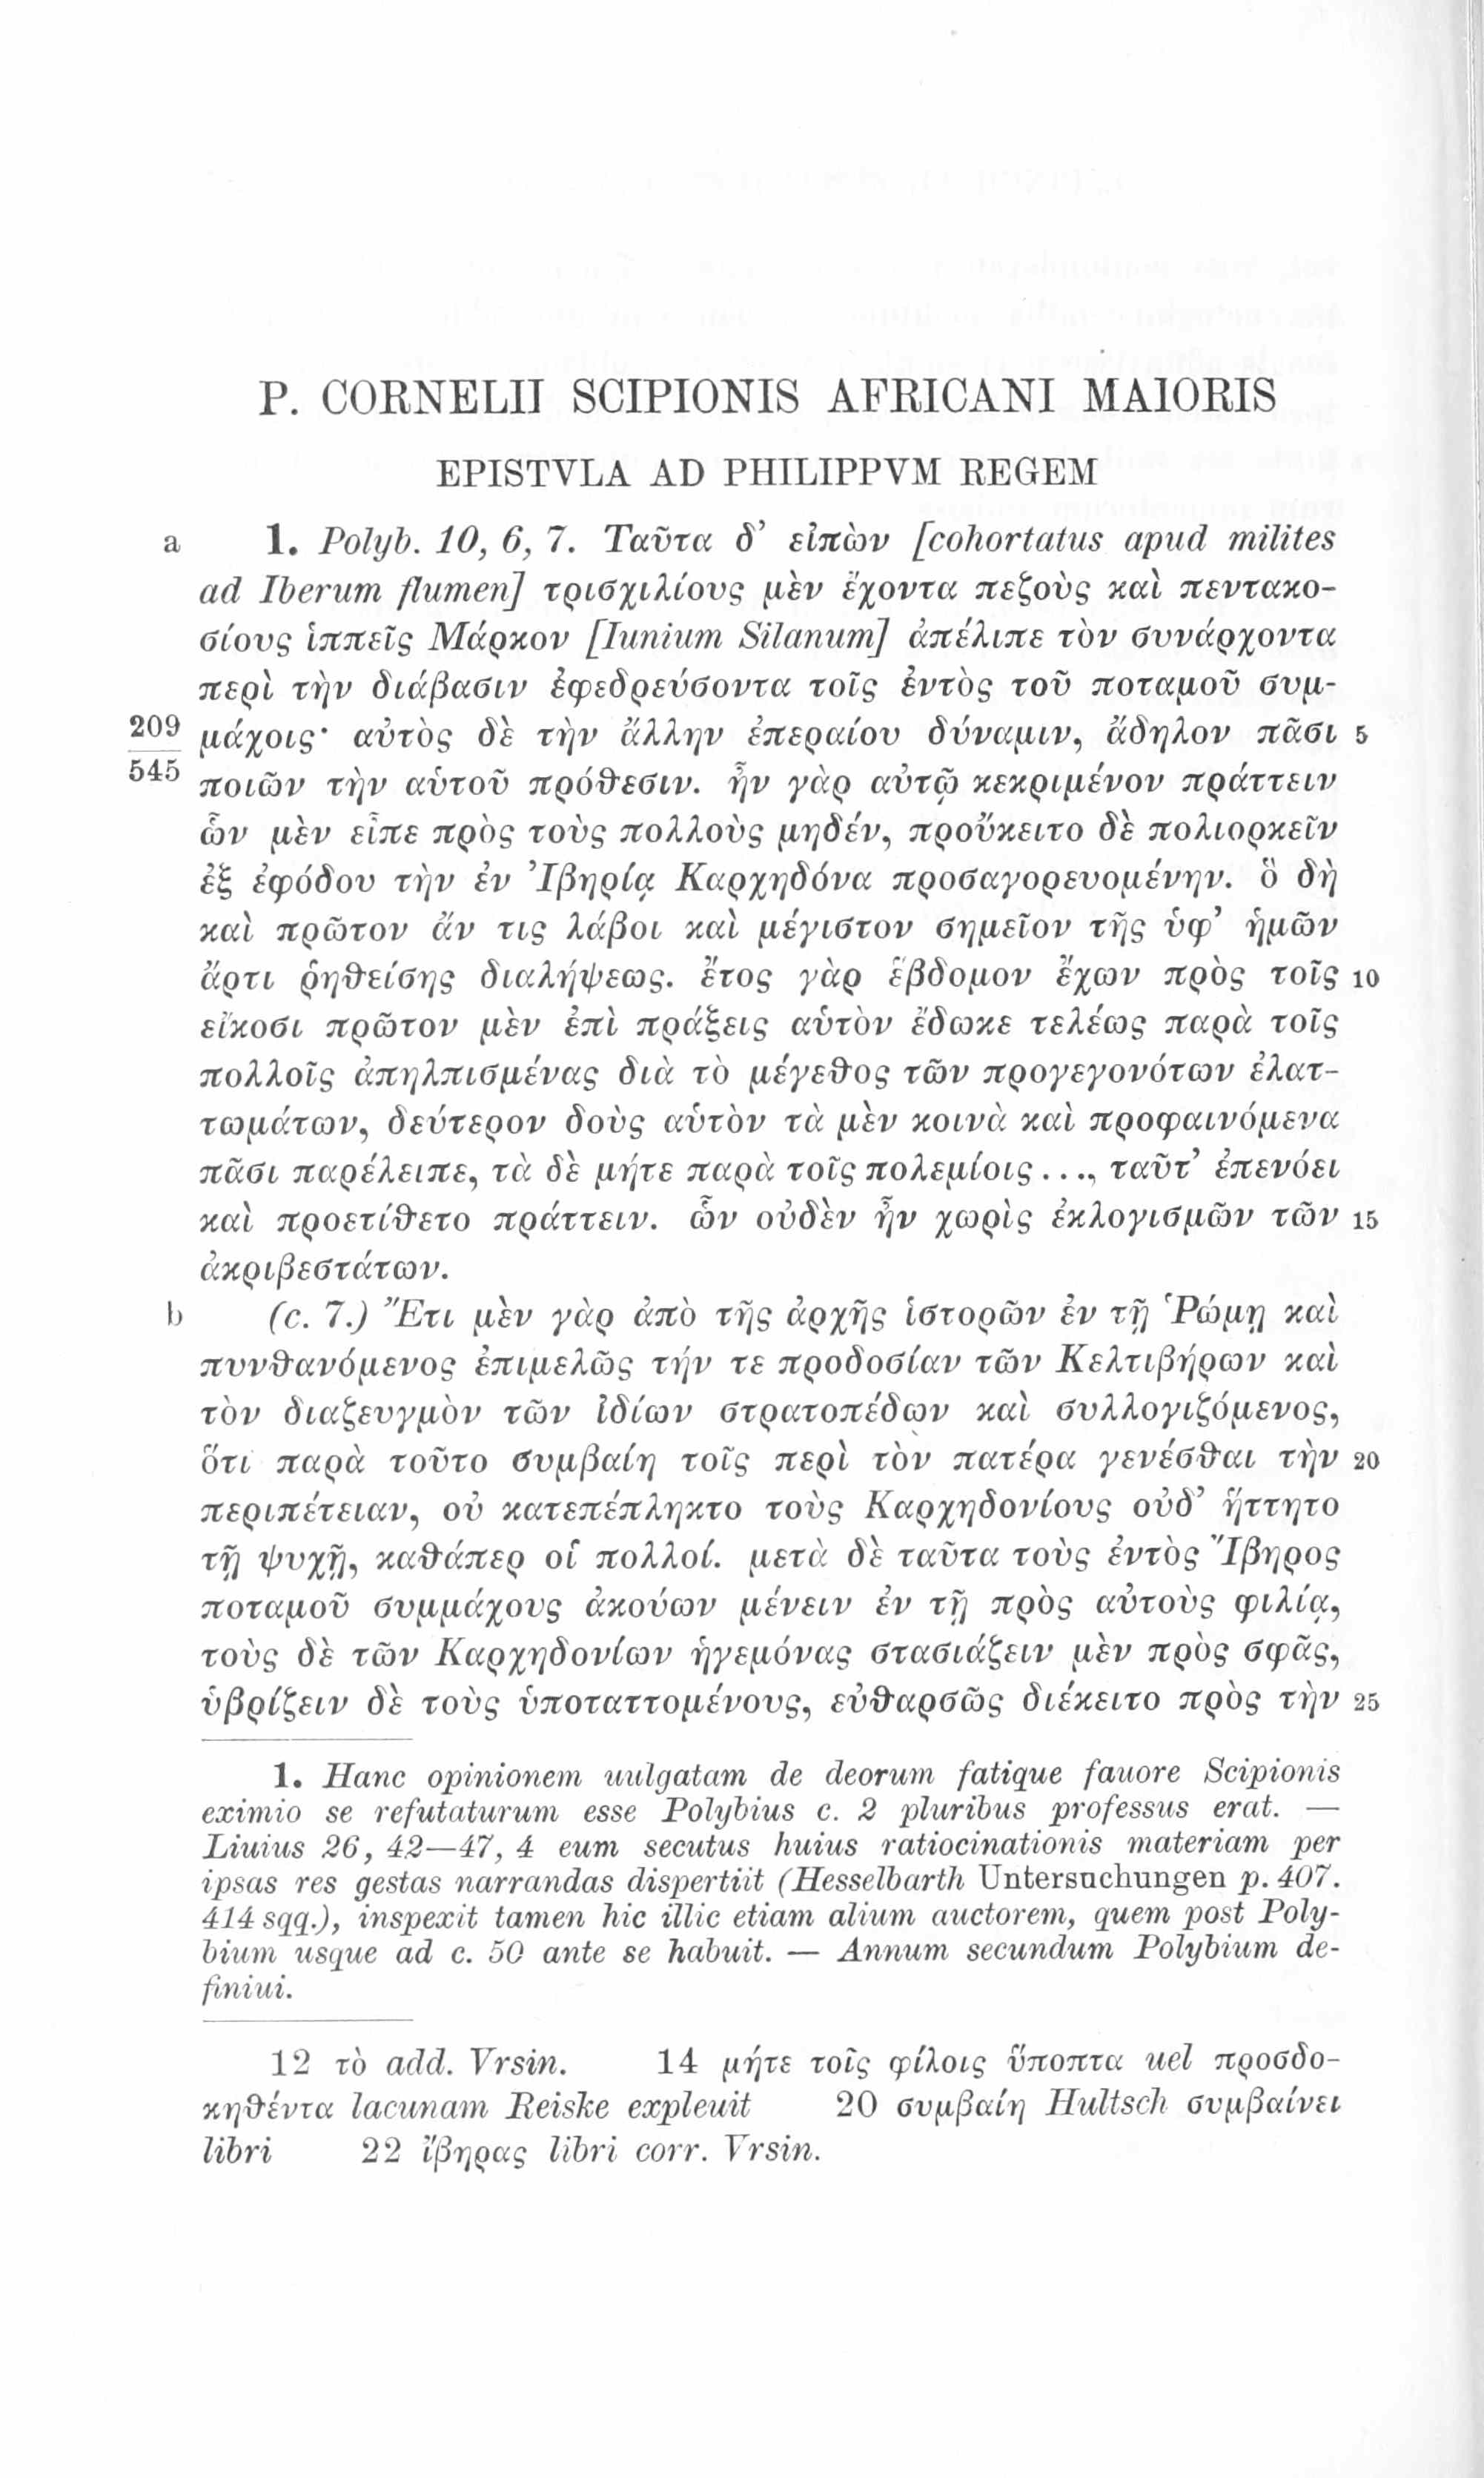 P. CORNELII SCIPIONIS AFRICANI MAIORIS
EPISTVLA AD PHILIPPVM REGEM
a 1. Polyb. 10, 6, 7. Ταῦτα δ’ εἰπὼν [cohortatus apud milites
ad Iberum flumen] τρισχιλίους μὲν ἔχοντα πεζοὺς καὶ πεντακο-
σίους ἱππεῖς Μάρκον [Iunium Silanum] ἀπέλιπε τὸν συνάρχοντα
περὶ τὴν διάβασιν ἐφεδρεύσοντα τοῖς ἐντὸς τοῦ ποταμοῦ συμ-
209 μάχοις· αὐτὸς δὲ τὴν ἄλλην ἐπεραίου δύναμιν, ἄδηλον πᾶσι 5
545 ποιῶν τὴν αὑτοῦ πρόθεσιν. ἦν γὰρ αὐτῷ κεκριμένον πράττειν
ὧν μὲν εἶπε πρὸς τοὺς πολλοὺς μηδέν, προὔκειτο δὲ πολιορκεῖν
ἐξ ἐφόδου τὴν ἐν Ἰβηρίᾳ Καρχηδόνα προσαγορευομένην. ὃ δὴ
καὶ πρῶτον ἄν τις λάβοι καὶ μέγιστον σημεῖον τῆς ὑφ’ ἡμῶν
ἄρτι ῥηθείσης διαλήψεως. ἔτος γὰρ ἕβδομον ἔχων πρὸς τοῖς 10
εἴκοσι πρῶτον μὲν ἐπὶ πράξεις αὑτὸν ἔδωκε τελέως παρὰ τοῖς
πολλοῖς ἀπηλπισμένας διὰ τὸ μέγεθος τῶν προγεγονότων ἐλατ-
τωμάτων, δεύτερον δοὺς αὑτὸν τὰ μὲν κοινὰ καὶ προφαινόμενα
πᾶσι παρέλειπε, τὰ δὲ μήτε παρὰ τοῖς πολεμίοις ..., ταῦτ’ ἐπενόει
καὶ προετίθετο πράττειν. ὧν οὐδὲν ἦν χωρὶς ἐκλογισμῶν τῶν 15
ἀκριβεστάτων.
b (c. 7.) Ἔτι μὲν γὰρ ἀπὸ τῆς ἀρχῆς ἱστορῶν ἐν τῇ Ῥώμῃ καὶ
πυνθανόμενος ἐπιμελῶς τήν τε προδοσίαν τῶν Κελτιβήρων καὶ
τὸν διαζευγμὸν τῶν ἰδίων στρατοπέδων καὶ συλλογιζόμενος,
ὅτι παρὰ τοῦτο συμβαίη τοῖς περὶ τὸν πατέρα γενέσθαι τὴν 20
περιπέτειαν, οὐ κατεπέπληκτο τοὺς Καρχηδονίους οὐδ’ ἥττητο
τῇ ψυχῇ, καθάπερ οἱ πολλοί. μετὰ δὲ ταῦτα τοὺς ἐντὸς Ἴβηρος
ποταμοῦ συμμάχους ἀκούων μένειν ἐν τῇ πρὸς αὐτοὺς φιλίᾳ,
τοὺς δὲ τῶν Καρχηδονίων ἡγεμόνας στασιάζειν μὲν πρὸς σφᾶς,
ὑβρίζειν δὲ τοὺς ὑποταττομένους, εὐθαρσῶς διέκειτο πρὸς τὴν 25
1. Hanc opinionem uulgatam de deorum fatique fauore Scipionis
eximio se refutaturum esse Polybius c. 2 pluribus professus erat. —
Liuius 26, 42—47, 4 eum secutus huius ratiocinationis materiam per
ipsas res gestas narrandas dispertiit (Hesselbarth Untersuchungen p. 407.
414 sqq.), inspexit tamen hic illic etiam alium auctorem, quem post Poly-
bium usque ad c. 50 ante se habuit. — Annum secundum Polybium de-
finiui.
12 τὸ add. Vrsin. 14 μήτε τοῖς φίλοις ὕποπτα uel προσδο-
κηθέντα lacunam Reiske expleuit 20 συμβαίη Hultsch συμβαίνει
libri 22 ἴβηρας libri corr. Vrsin.